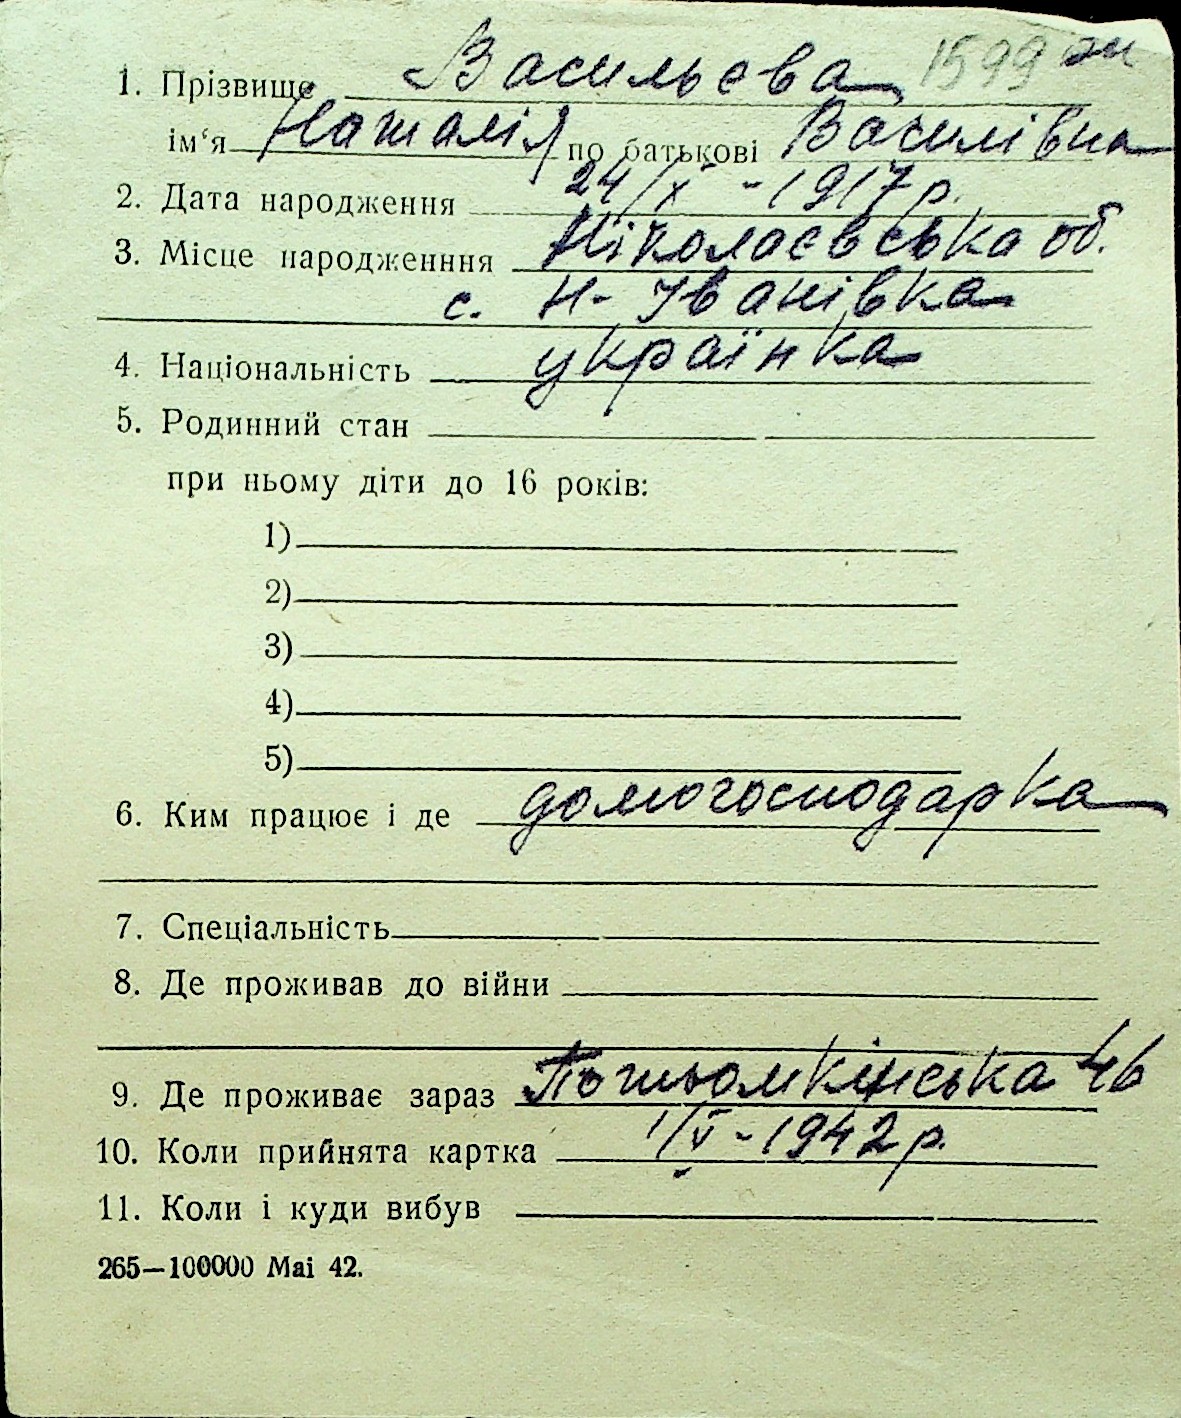 1. Прізвище Васильєва 1599 эн
ім‘я Наталія по батькові Василівна
2. Дата народження 24/X -1917 р.
3. Місце народженння Ніколаєвська об.
с. Н-Іванівка
4. Національність українка
5. Родинний стан
при ньому діти до 16 років:
1)
2)
3)
4)
5)
6. Ким працює і де домогосподарка
7. Спеціальність
8. Де проживав до війни
9. Де проживає зараз Потьомкінська 46
10. Коли прийнята картка 1/V -1942 р.
11. Коли і куди вибув
265—100000 Mai 42.